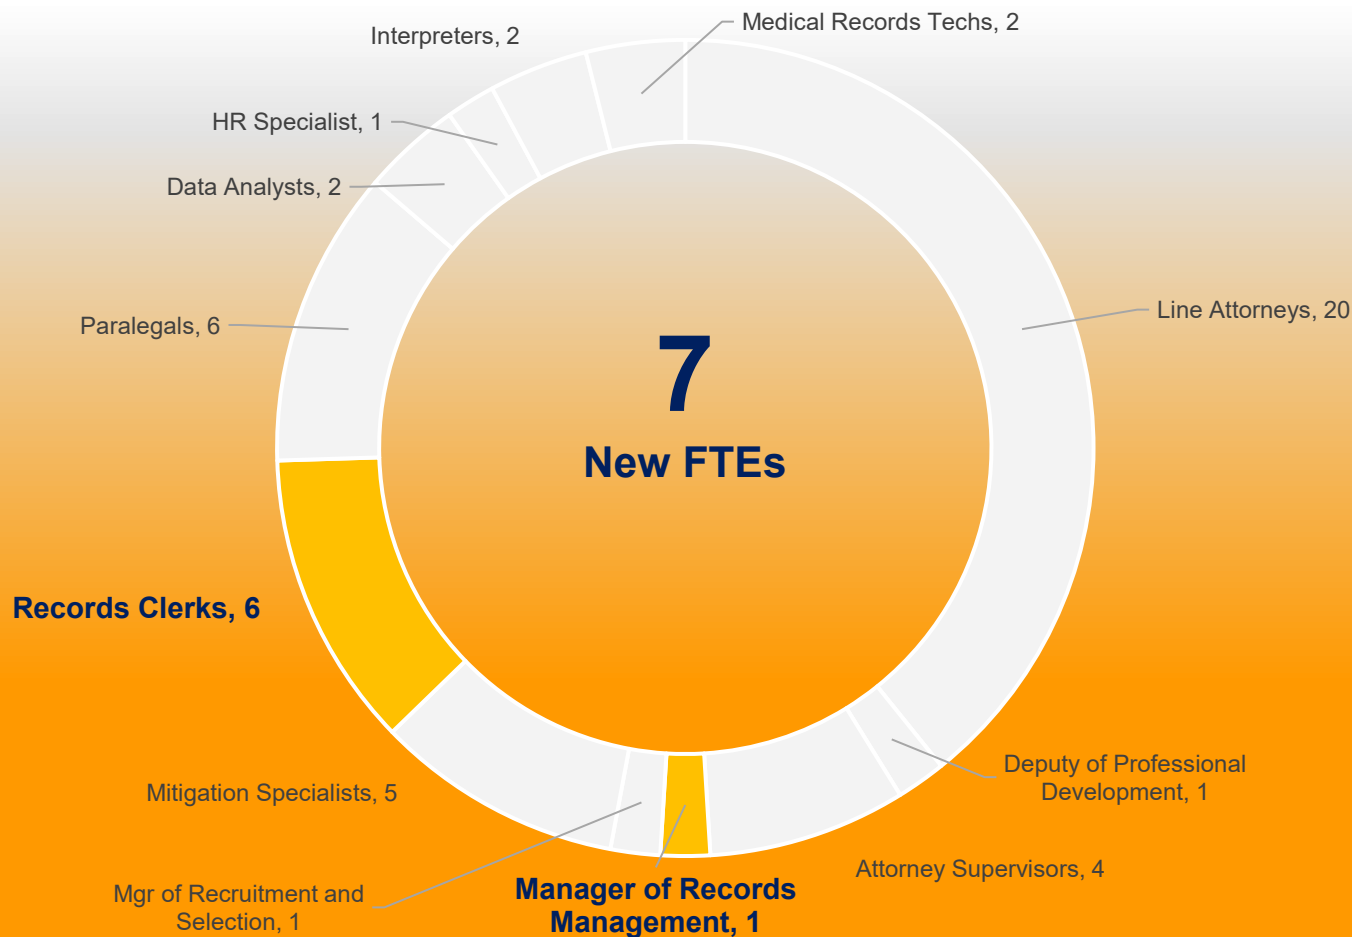 Interpreters, 2
Medical Records Techs, 2
HR Specialist, 1
Data Analysts, 2
Line Attorneys, 20
Paralegals, 6
7
New FTEs
Records Clerks, 6
Deputy of Professional
Development, 1
Mitigation Specialists, 5
Attorney Supervisors, 4
Mgr of Recruitment and
Selection, 1
Manager of Records
Management, 1